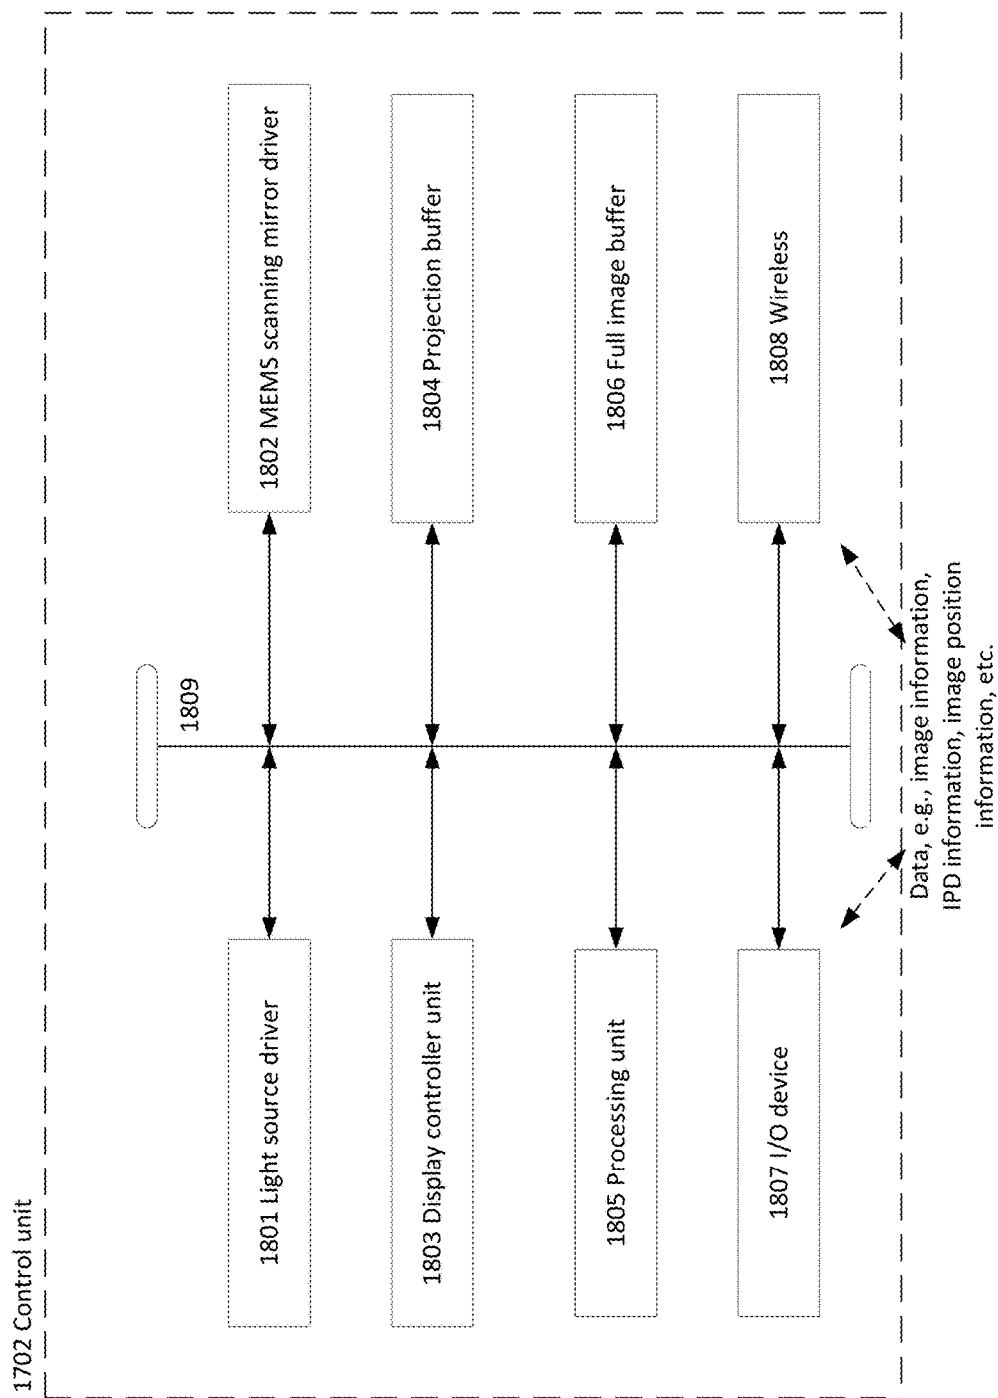 1702 Control unit
1801 Light source driver
1802 MEMS scanning mirror driver
1809
1803 Display controller unit
1804 Projection buffer
1805 Processing unit
1806 Full image buffer
1807 I/O device
1808 Wireless
Data, e.g., image information,
IPD information, image position
information, etc.